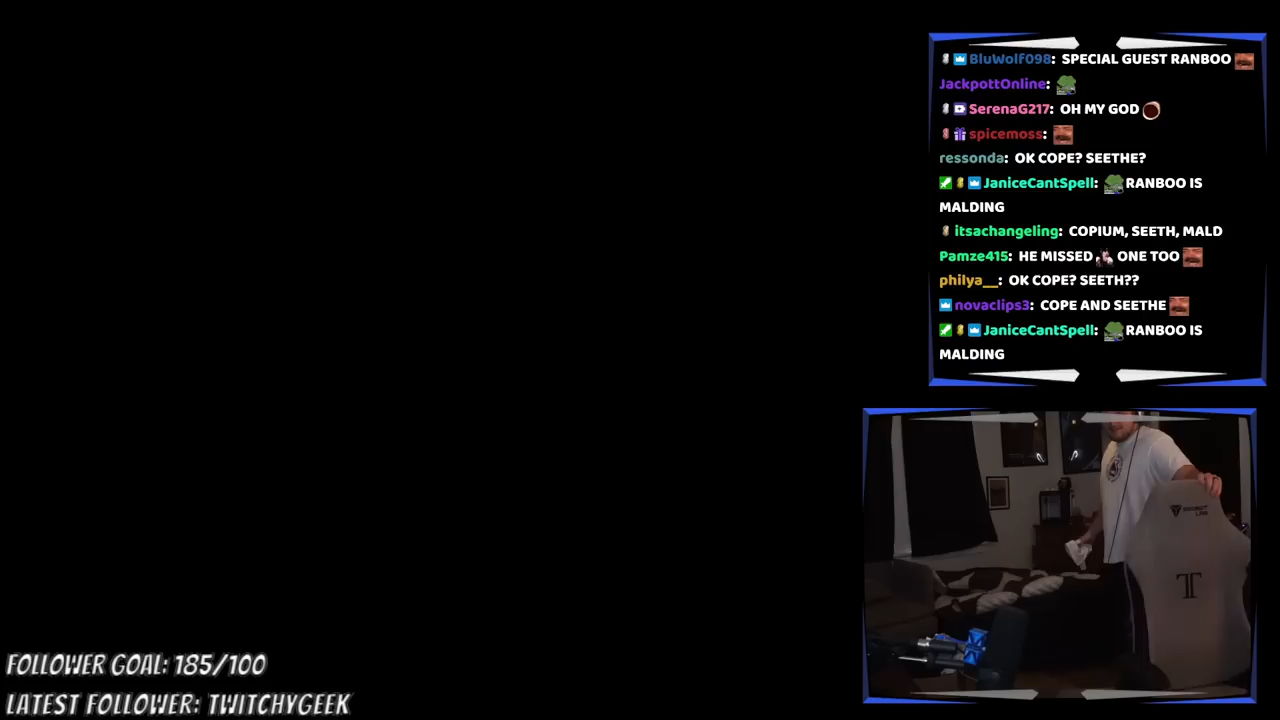 BluWolf098: SPECIAL GUEST RANBOO
JackpottOnline:
SerenaG217: OH MY GOD
spicemoss:
ressonda: OK COPE? SEETHE?
JaniceCantSpell: RANBOO IS
MALDING
itsachangeling: COPIUM, SEETH, MALD
Pamze415: HE MISSED ONE TOO
philya__: OK COPE? SEETH??
novaclips3: COPE AND SEETHE
JaniceCantSpell: RANBOO IS
MALDING
FOLLOWER GOAL: 185/100
LATEST FOLLOWER: TWITCHYGEEK